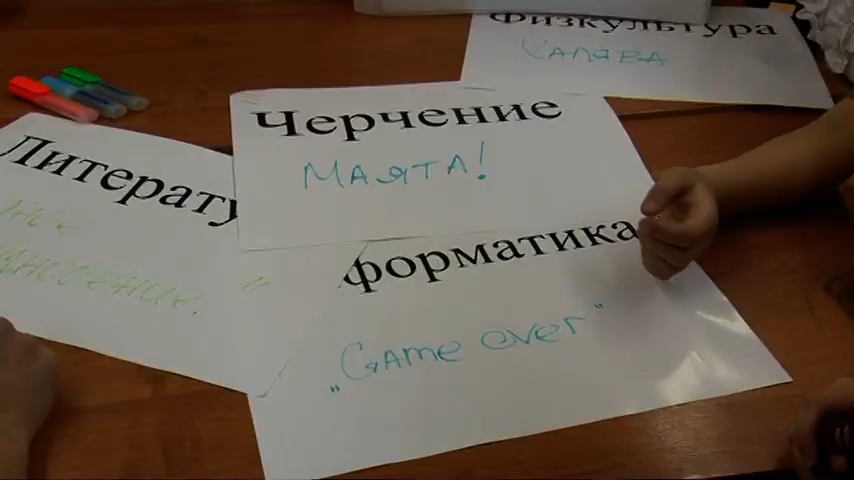 Физкультура
Халява
Черчение
Маята!
Литерату
форматика
„Game over"